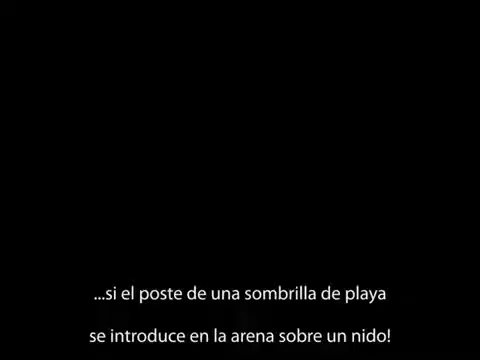 ...si el poste de una sombrilla de playa
se introduce en la arena sobre un nido!